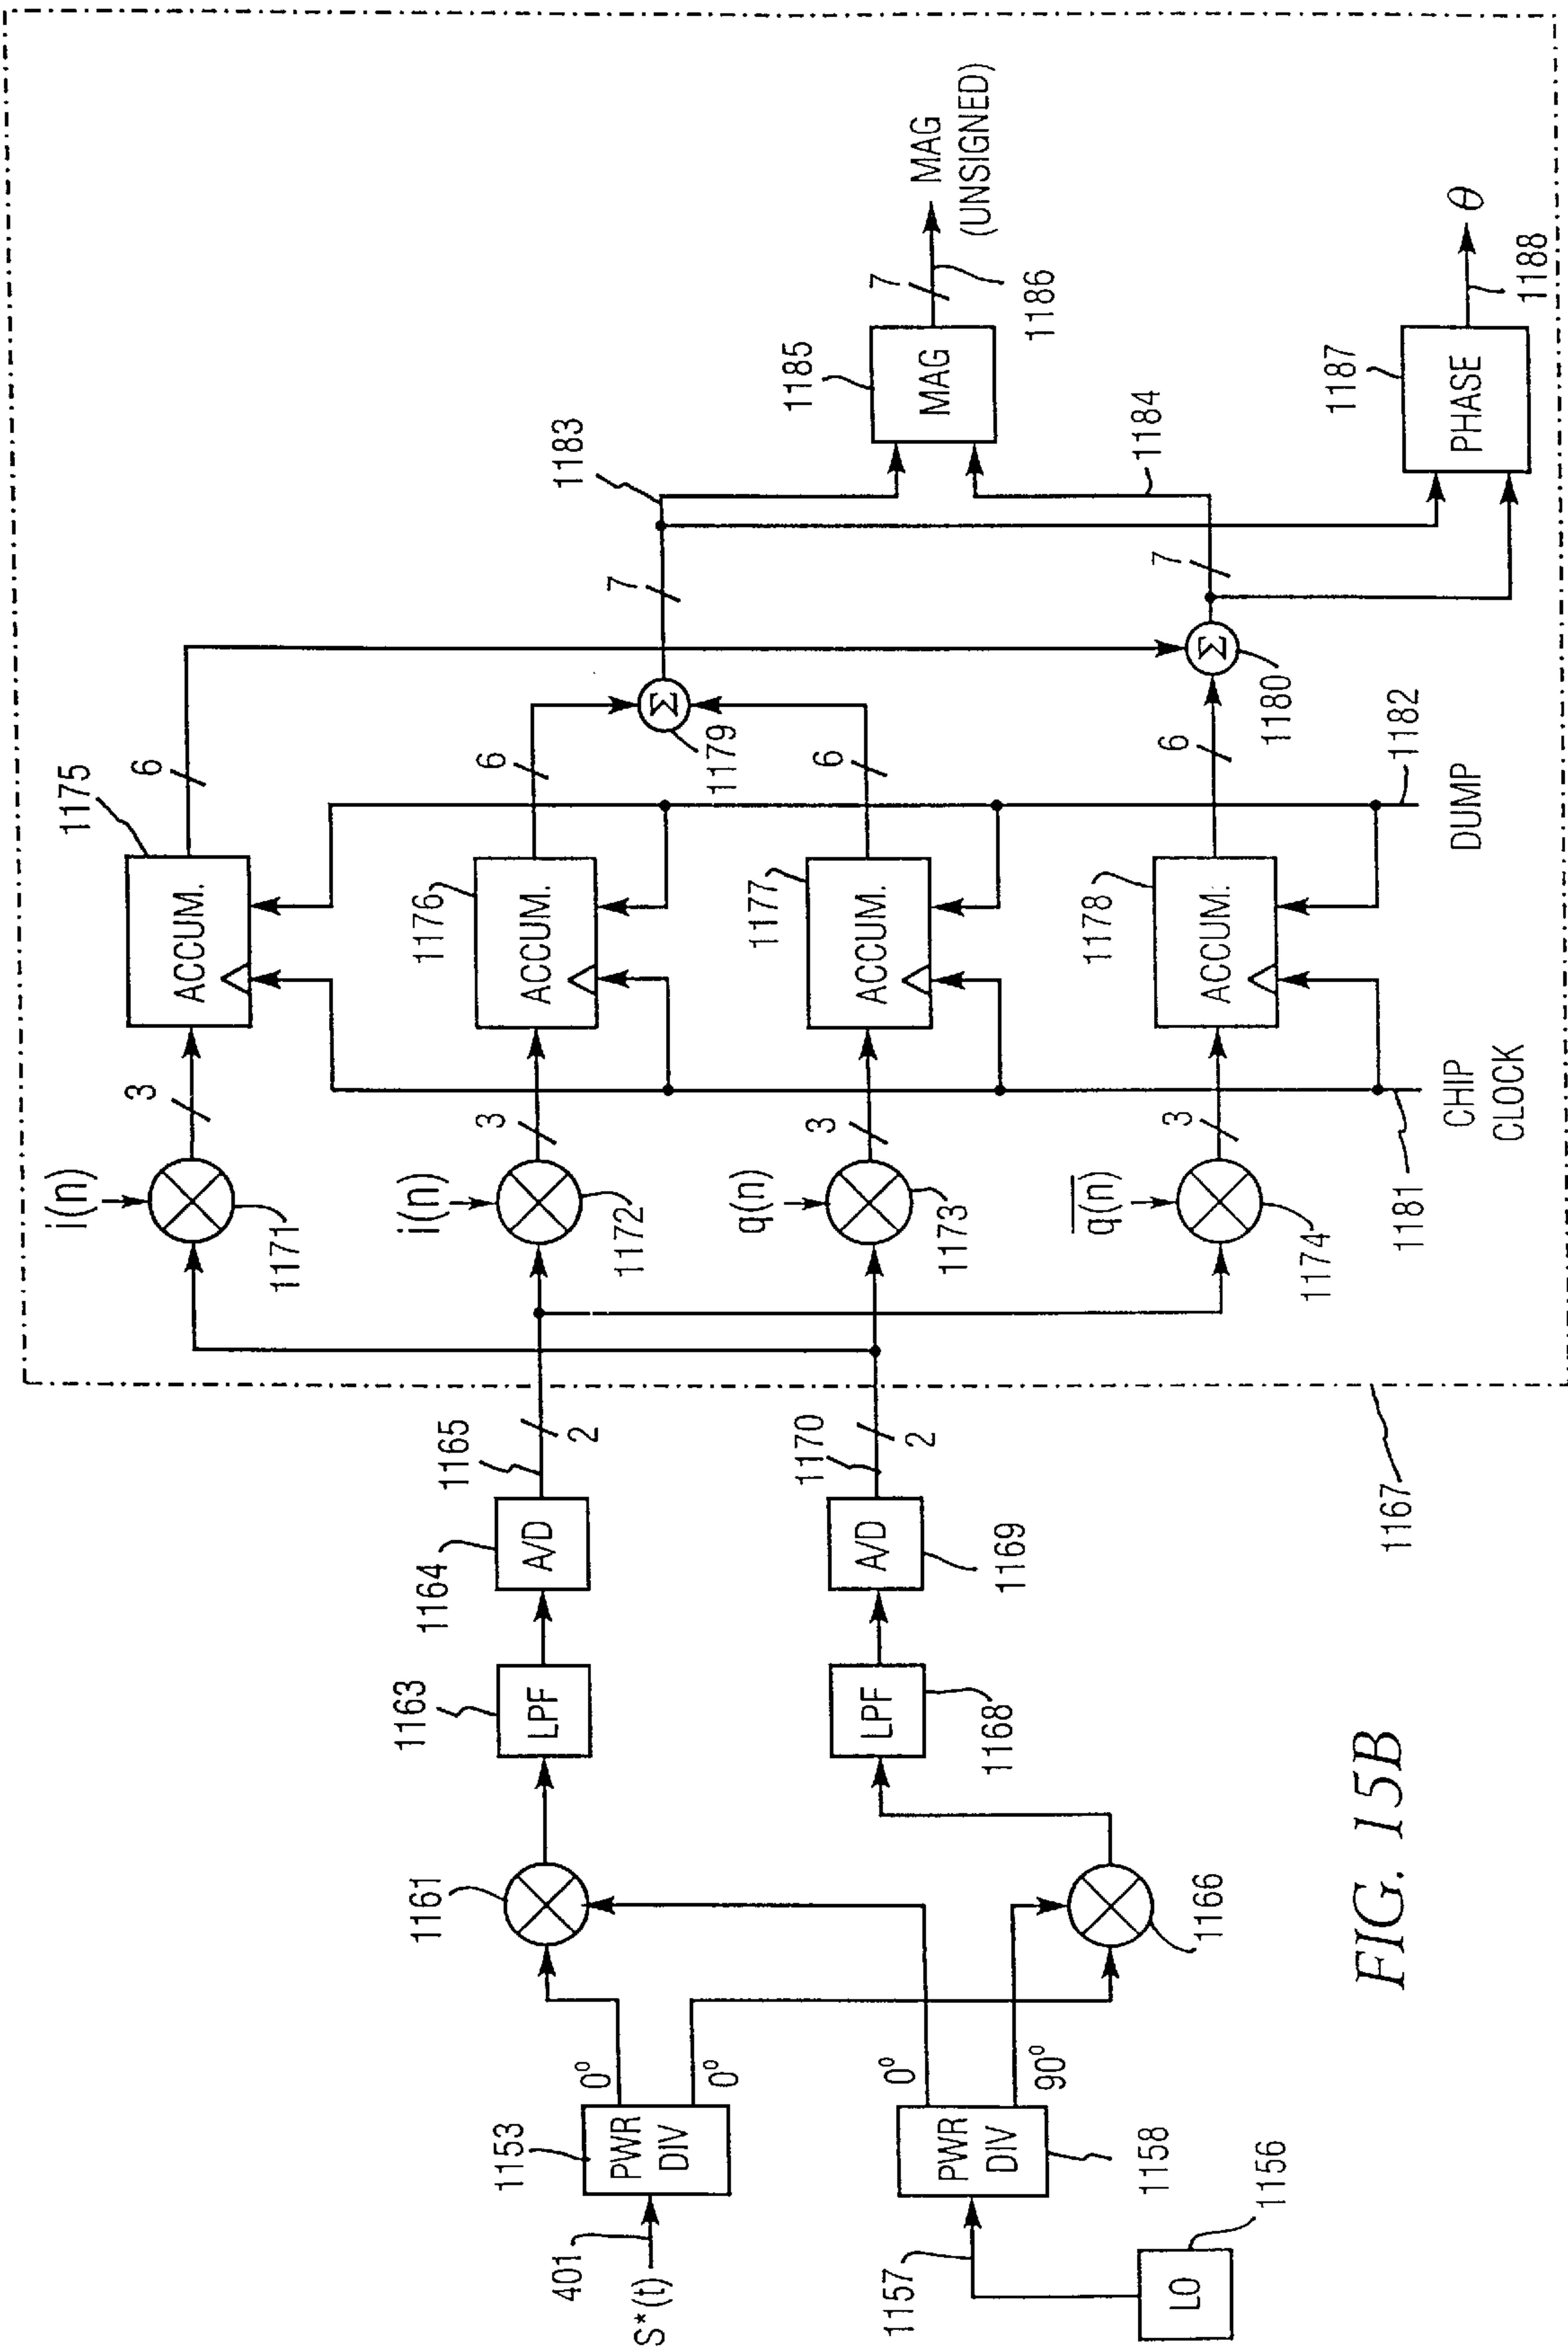 401
S*(t)
1153
PWR
DIV
0°
0°
1157
LO
1156
PWR
DIV
1158
0°
90°
1161
1166
1163
LPF
LPF
1168
1164
A/D
A/D
1169
1165
2
1170
2
1167
i(n)
1171
3
i(n)
1172
3
q(n)
1173
3
q̅(̅n̅)̅
1174
3
1181
CHIP
CLOCK
1175
ACCUM.
6
1176
ACCUM.
6
1177
ACCUM.
6
1178
ACCUM.
6
1182
DUMP
Σ
1179
Σ
1180
7
1183
7
1184
1185
MAG
7
1186
MAG
(UNSIGNED)
1187
PHASE
1188
θ
FIG. 15B